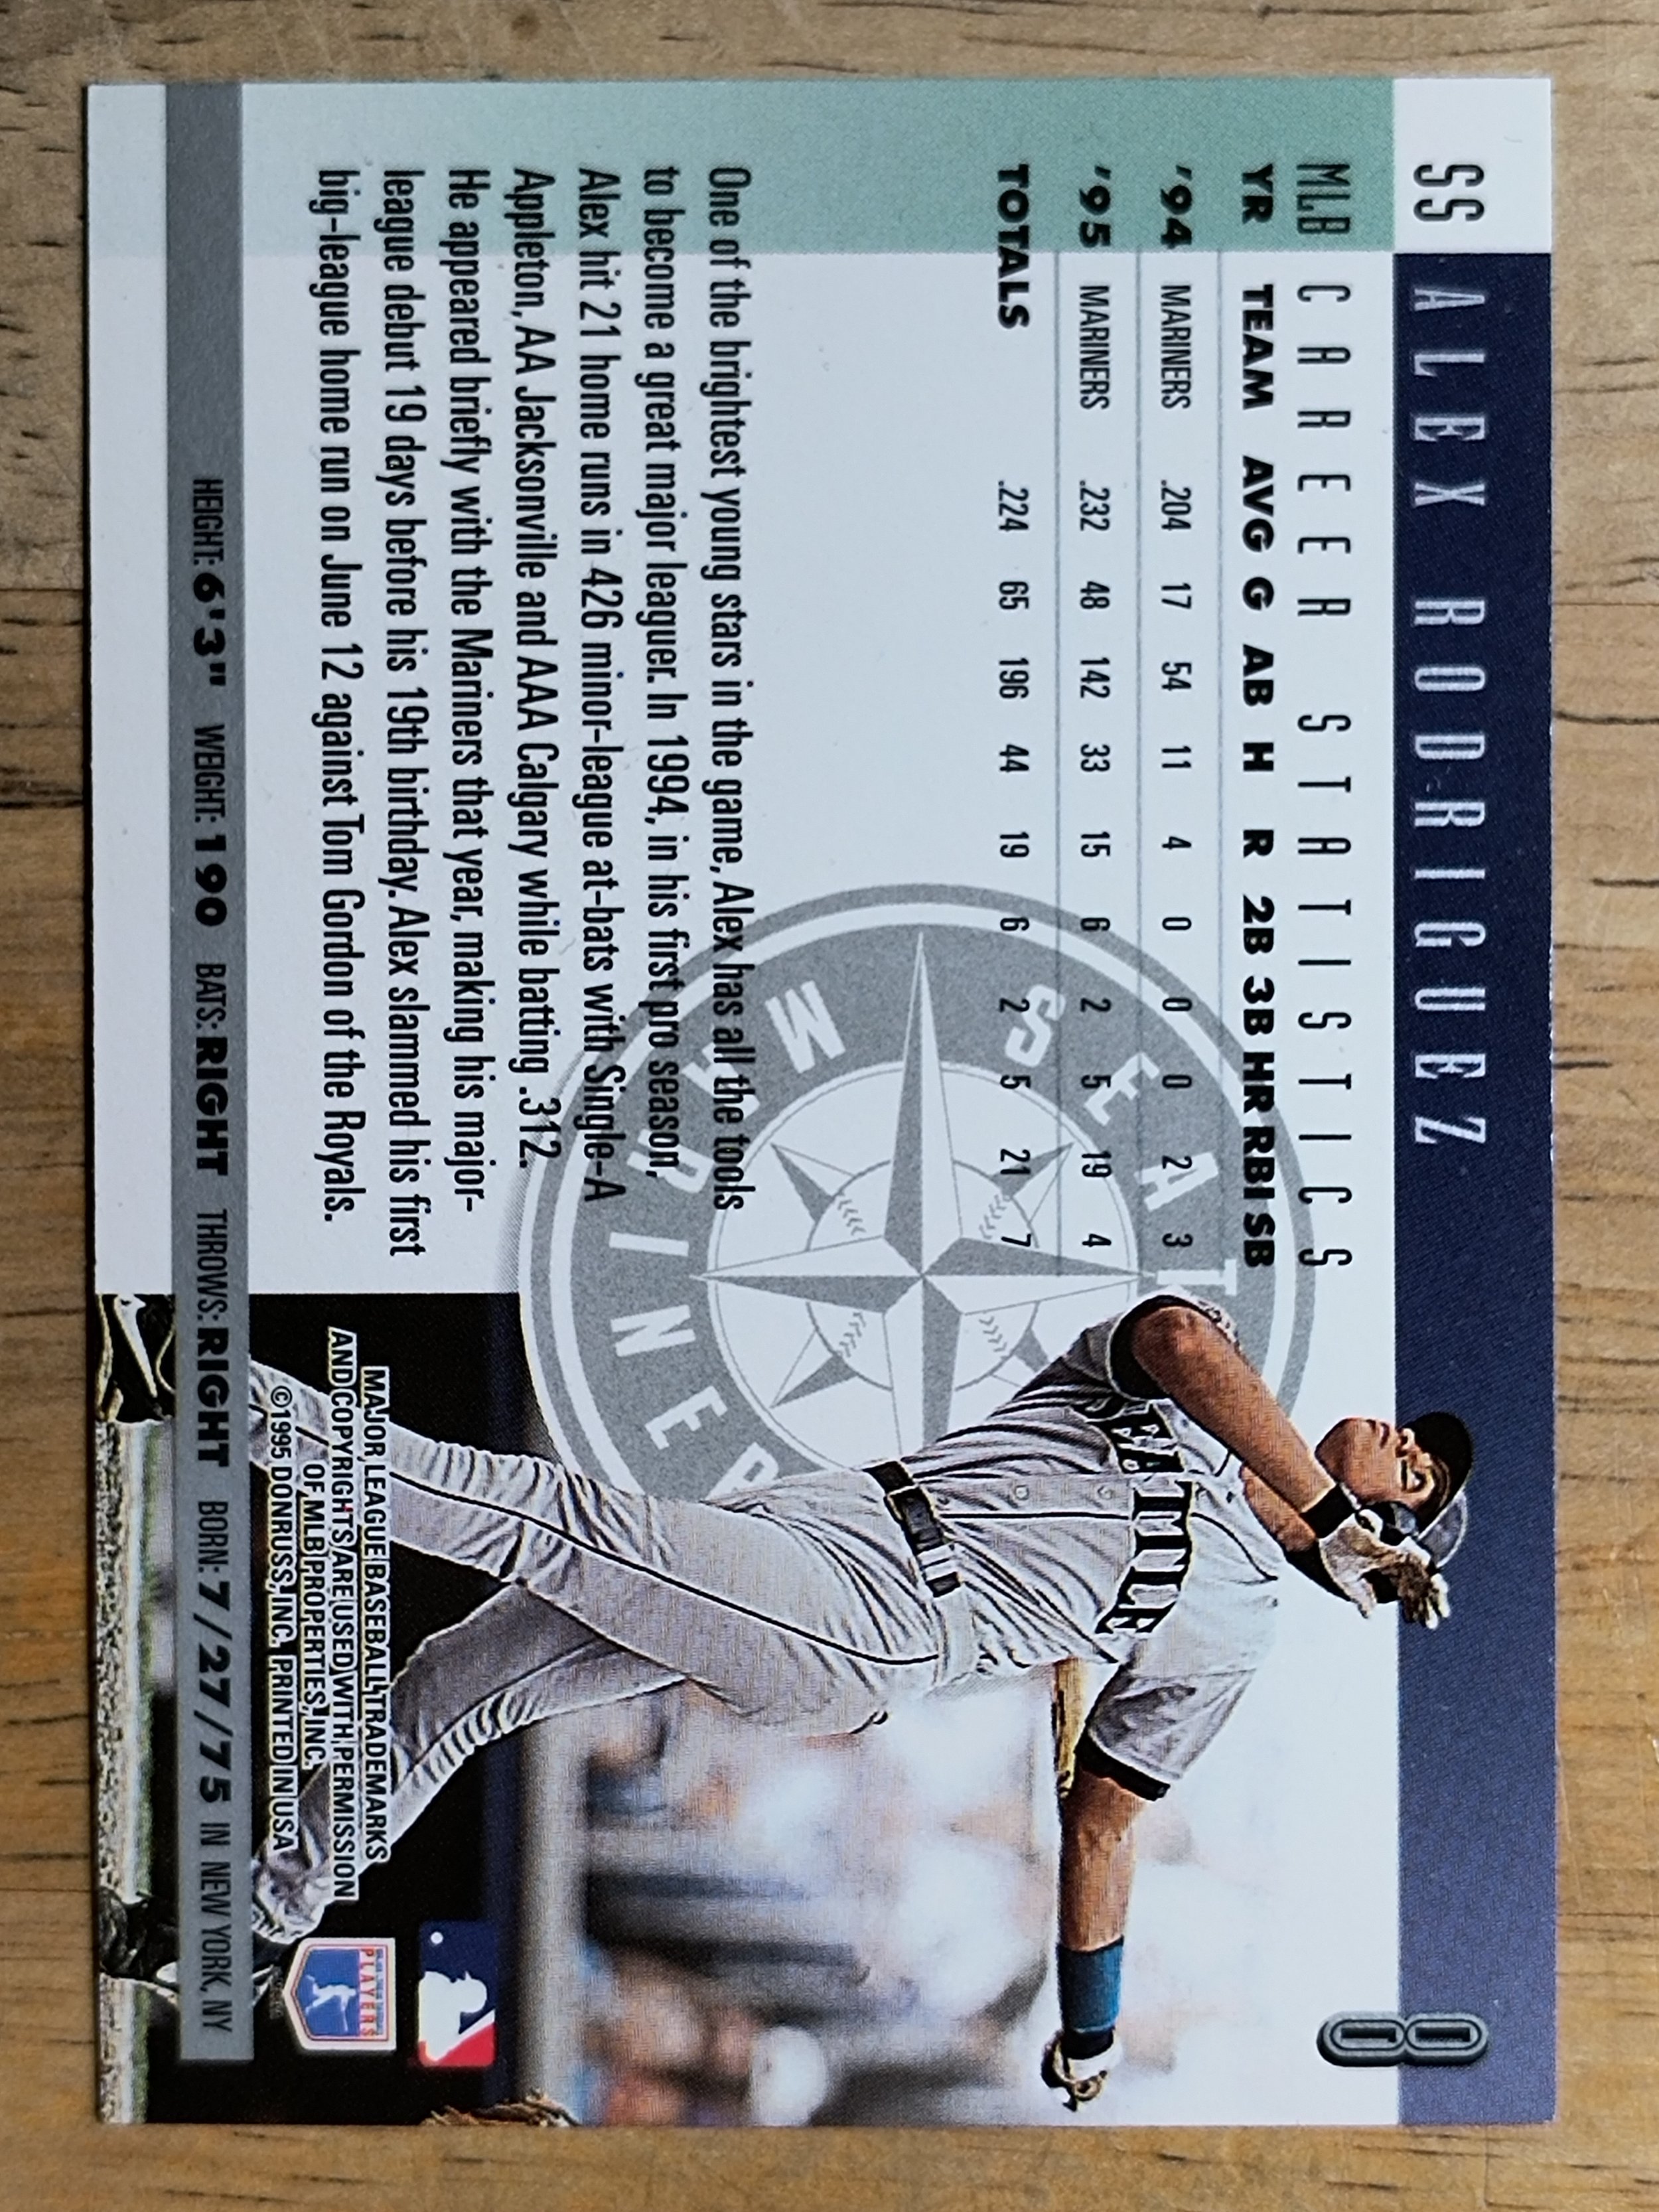 SS ALEX RODRIGUEZ 8
MLB CAREER STATISTICS
YR TEAM AVG G AB H R 2B 3B HR RBI SB
'94 MARINERS .204 17 54 11 4 0 0 0 2 3
'95 MARINERS .232 48 142 33 15 6 2 5 19 4
TOTALS .224 65 196 44 19 6 2 5 21 7
SEAT
MARINER
SEATTLE
One of the brightest young stars in the game, Alex has all the tools
to become a great major leaguer. In 1994, in his first pro season,
Alex hit 21 home runs in 426 minor-league at-bats with Single-A
Appleton, AA Jacksonville and AAA Calgary while batting .312.
He appeared briefly with the Mariners that year, making his major-
league debut 19 days before his 19th birthday. Alex slammed his first
big-league home run on June 12 against Tom Gordon of the Royals.
MAJOR LEAGUE BASEBALL TRADEMARKS
AND COPYRIGHTS ARE USED WITH PERMISSION
OF MLB PROPERTIES, INC.
©1995 DONRUSS, INC. PRINTED IN USA
PLAYERS
HEIGHT: 6'3" WEIGHT: 190 BATS: RIGHT THROWS: RIGHT BORN: 7/27/75 IN NEW YORK, NY